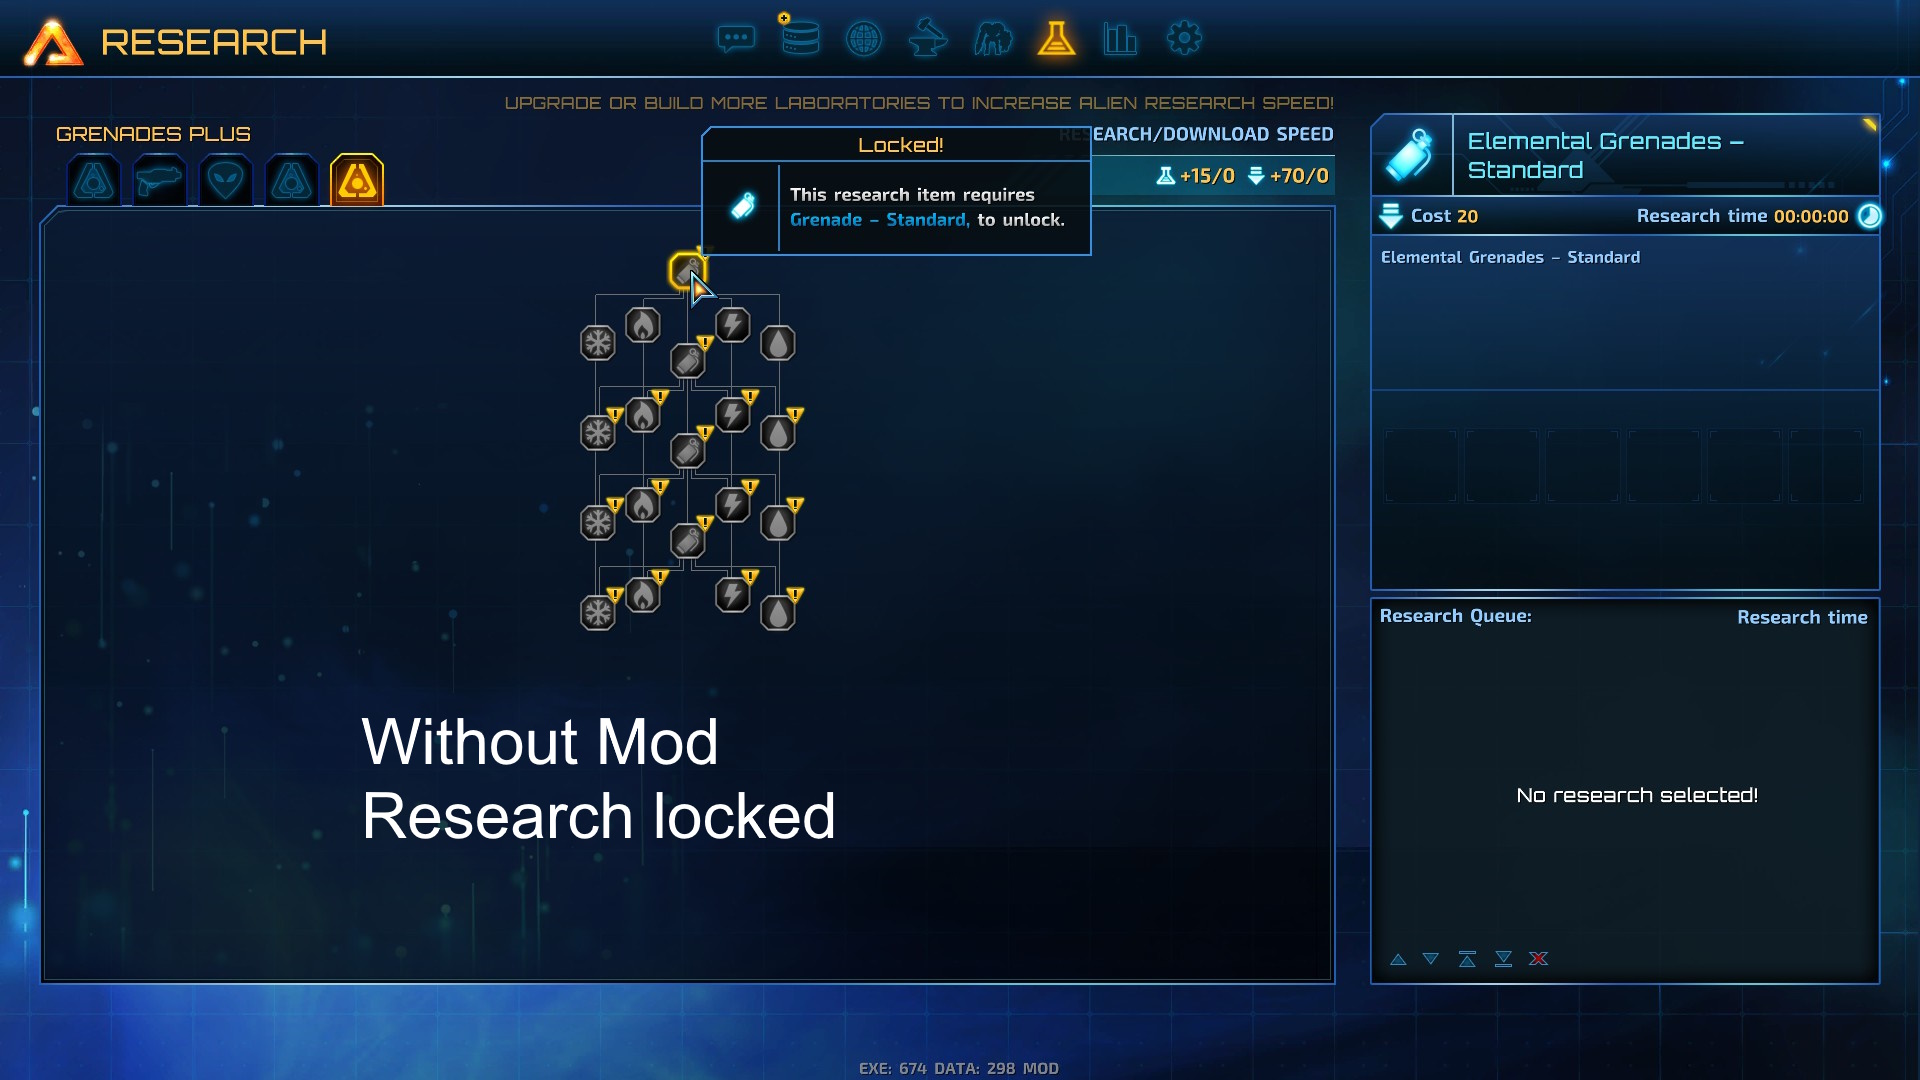 RESEARCH
UPGRADE OR BUILD MORE LABORATORIES TO INCREASE ALIEN RESEARCH SPEED!
GRENADES PLUS
RESEARCH/DOWNLOAD SPEED
+15/0 +70/0
Locked!
This research item requires
Grenade – Standard, to unlock.
Elemental Grenades –
Standard
Cost 20 Research time 00:00:00
Elemental Grenades – Standard
Without Mod
Research locked
Research Queue: Research time
No research selected!
EXE: 674 DATA: 298 MOD